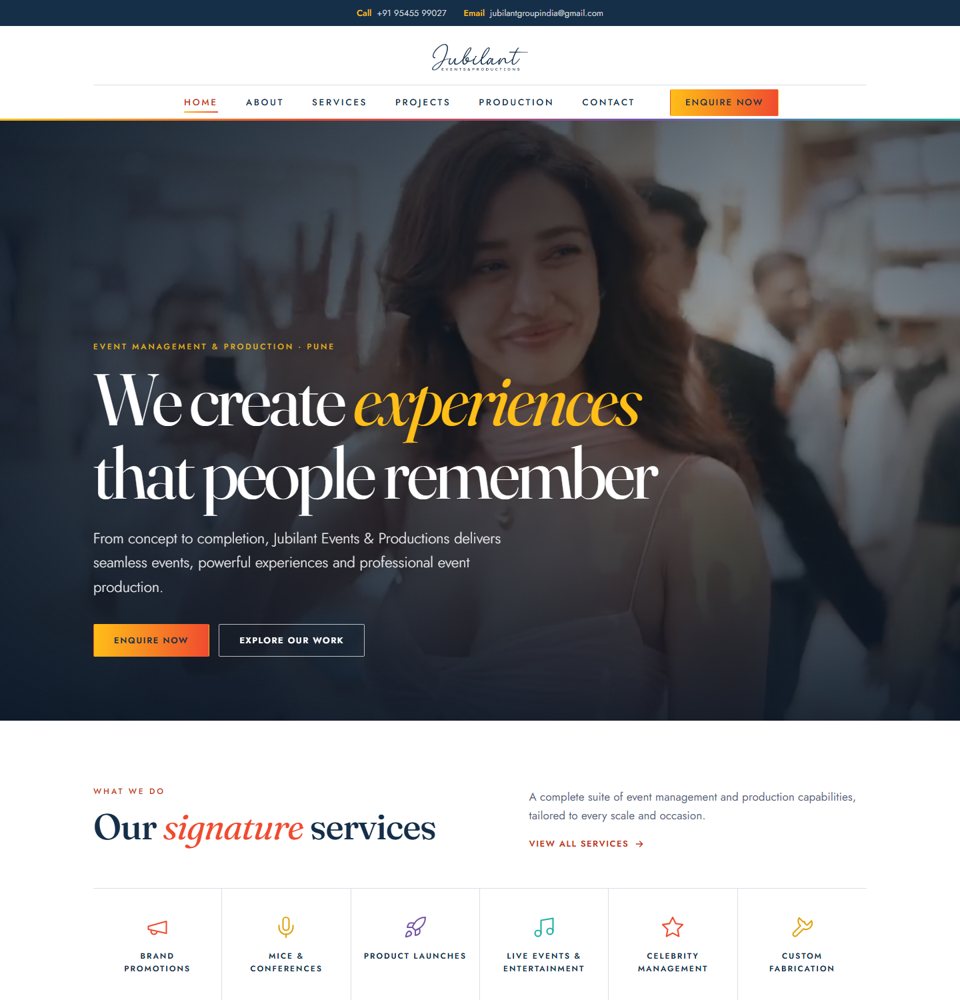 Call +91 95455 99027 Email jubilantgroupindia@gmail.com
Jubilant
EVENTS & PRODUCTIONS
HOME ABOUT SERVICES PROJECTS PRODUCTION CONTACT ENQUIRE NOW
EVENT MANAGEMENT & PRODUCTION · PUNE
We create experiences
that people remember
From concept to completion, Jubilant Events & Productions delivers
seamless events, powerful experiences and professional event
production.
ENQUIRE NOW EXPLORE OUR WORK
WHAT WE DO
Our signature services
A complete suite of event management and production capabilities,
tailored to every scale and occasion.
VIEW ALL SERVICES →
BRAND
PROMOTIONS
MICE &
CONFERENCES
PRODUCT LAUNCHES
LIVE EVENTS &
ENTERTAINMENT
CELEBRITY
MANAGEMENT
CUSTOM
FABRICATION